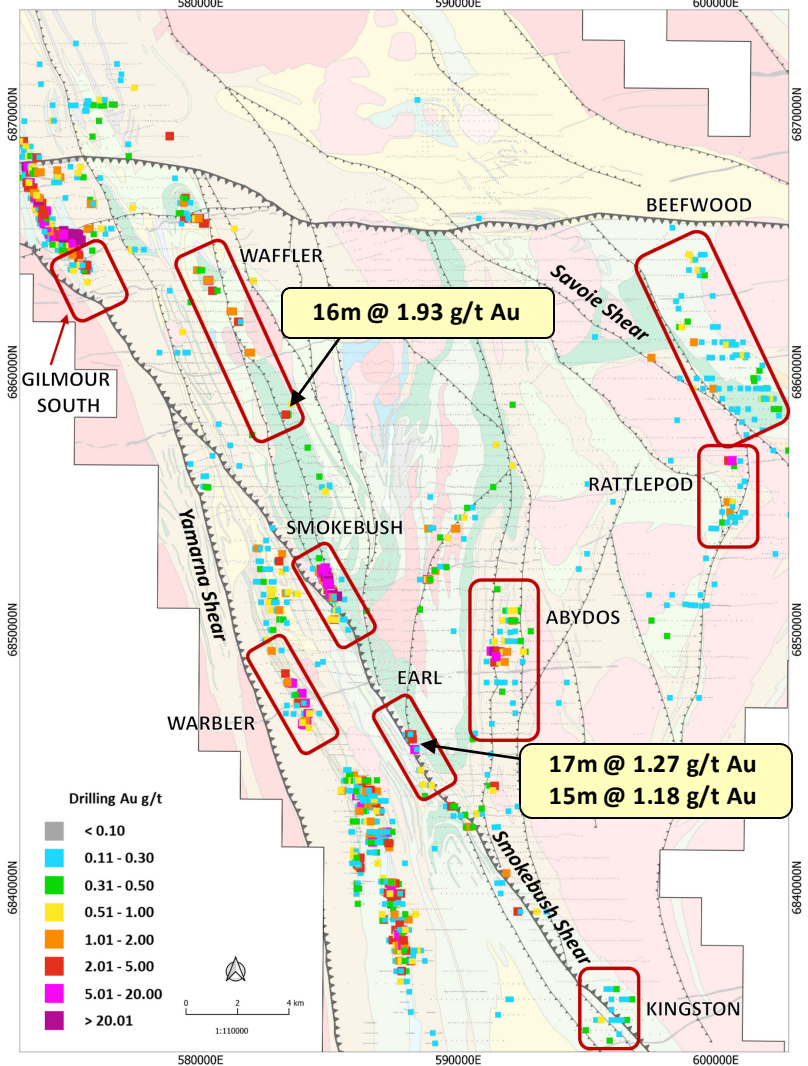 580000E
590000E
600000E
6870000N
6870000N
BEEFWOOD
WAFFLER
Savoie Shear
16m @ 1.93 g/t Au
6860000N
6860000N
GILMOUR
SOUTH
RATTLEPOD
SMOKEBUSH
Yamarna Shear
ABYDOS
6850000N
6850000N
EARL
WARBLER
17m @ 1.27 g/t Au
15m @ 1.18 g/t Au
Drilling Au g/t
< 0.10
0.11 - 0.30
0.31 - 0.50
0.51 - 1.00
1.01 - 2.00
2.01 - 5.00
5.01 - 20.00
> 20.01
6840000N
6840000N
Smokebush Shear
0 2 4 km
1:110000
KINGSTON
580000E
590000E
600000E